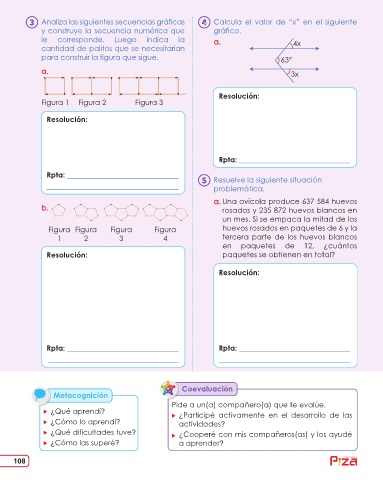 3 Analiza las siguientes secuencias gráficas
y construye la secuencia numérica que
le corresponde. Luego indica la
cantidad de palitos que se necesitarían
para construir la figura que sigue.
a.
Figura 1 Figura 2 Figura 3
Resolución:
Rpta:
b.
Figura Figura Figura Figura
1 2 3 4
Resolución:
Rpta:
4 Calcula el valor de “x” en el siguiente
gráfico.
a.
4x
63°
3x
Resolución:
Rpta:
5 Resuelve la siguiente situación
problemática.
a. Una avícola produce 637 584 huevos
rosados y 235 872 huevos blancos en
un mes. Si se empaca la mitad de los
huevos rosados en paquetes de 6 y la
tercera parte de los huevos blancos
en paquetes de 12, ¿cuántos
paquetes se obtienen en total?
Resolución:
Rpta:
Metacognición
¿Qué aprendí?
¿Cómo lo aprendí?
¿Qué dificultades tuve?
¿Cómo las superé?
Coevaluación
Pide a un(a) compañero(a) que te evalúe.
¿Participé activamente en el desarrollo de las
actividades?
¿Cooperé con mis compañeros(as) y los ayudé
a aprender?
108